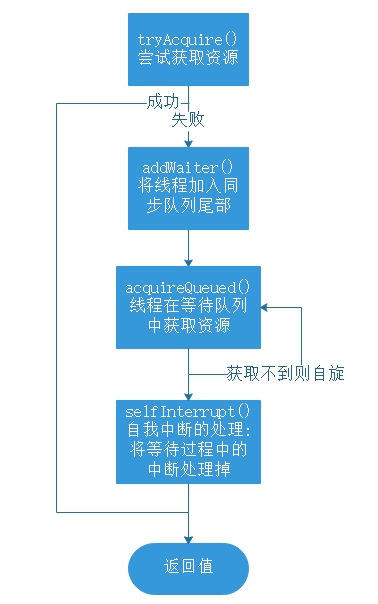 tryAcquire()
尝试获取资源
成功
失败
addWaiter()
将线程加入同
步队列尾部
acquireQueued()
线程在等待队列
中获取资源
获取不到则自旋
selfInterrupt()
自我中断的处理:
将等待过程中的
中断处理掉
返回值